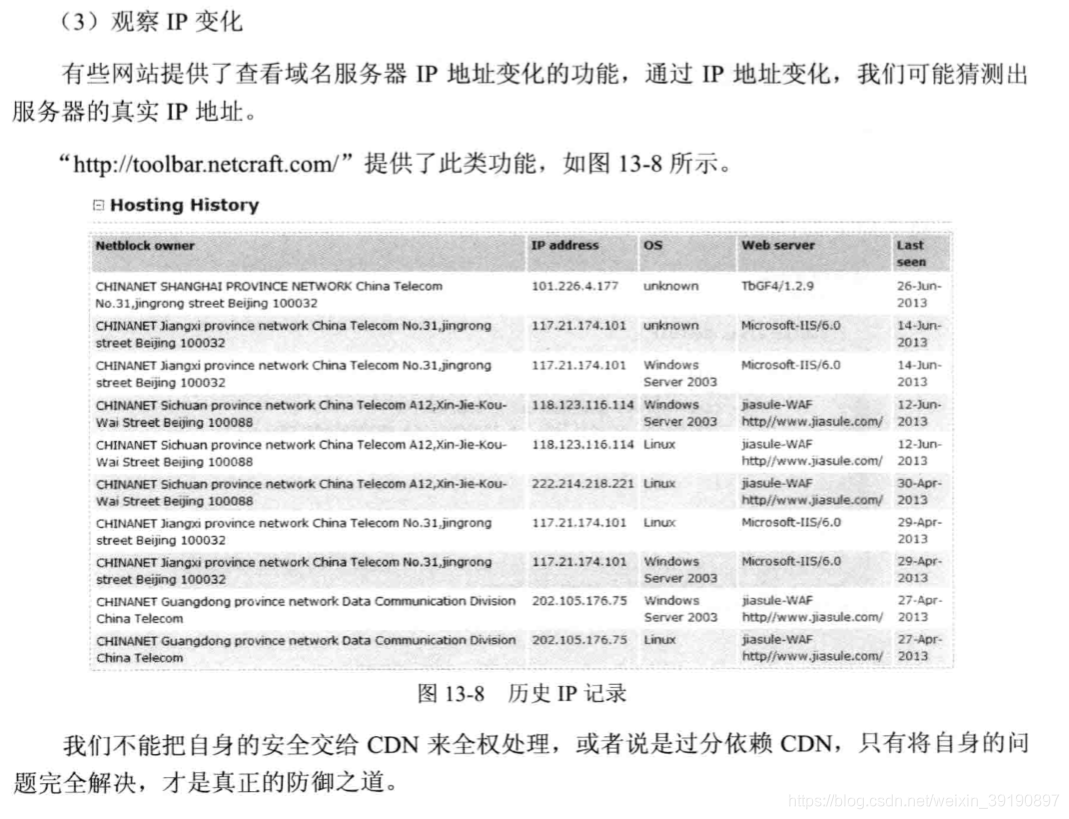 （3）观察 IP 变化
有些网站提供了查看域名服务器 IP 地址变化的功能，通过 IP 地址变化，我们可能猜测出
服务器的真实 IP 地址。
“http://toolbar.netcraft.com/”提供了此类功能，如图 13-8 所示。
Hosting History
Netblock owner IP address OS Web server Last
seen
CHINANET SHANGHAI PROVINCE NETWORK China Telecom 101.226.4.177 unknown TbGF4/1.2.9 26-Jun-
No.31,jingrong street Beijing 100032 2013
CHINANET Jiangxi province network China Telecom No.31,jingrong 117.21.174.101 unknown Microsoft-IIS/6.0 14-Jun-
street Beijing 100032 2013
CHINANET Jiangxi province network China Telecom No.31,jingrong 117.21.174.101 Windows Microsoft-IIS/6.0 14-Jun-
street Beijing 100032 Server 2003 2013
CHINANET Sichuan province network China Telecom A12,Xin-Jie-Kou- 118.123.116.114 Windows jiasule-WAF 12-Jun-
Wai Street Beijing 100088 Server 2003 http//www.jiasule.com/ 2013
CHINANET Sichuan province network China Telecom A12,Xin-Jie-Kou- 118.123.116.114 Linux jiasule-WAF 12-Jun-
Wai Street Beijing 100088 http//www.jiasule.com/ 2013
CHINANET Sichuan province network China Telecom A12,Xin-Jie-Kou- 222.214.218.221 Linux jiasule-WAF 30-Apr-
Wai Street Beijing 100088 http//www.jiasule.com/ 2013
CHINANET Jiangxi province network China Telecom No.31,jingrong 117.21.174.101 Linux Microsoft-IIS/6.0 29-Apr-
street Beijing 100032 2013
CHINANET Jiangxi province network China Telecom No.31,jingrong 117.21.174.101 Windows Microsoft-IIS/6.0 29-Apr-
street Beijing 100032 Server 2003 2013
CHINANET Guangdong province network Data Communication Division 202.105.176.75 Windows jiasule-WAF 27-Apr-
China Telecom Server 2003 http//www.jiasule.com/ 2013
CHINANET Guangdong province network Data Communication Division 202.105.176.75 Linux jiasule-WAF 27-Apr-
China Telecom http//www.jiasule.com/ 2013
图 13-8 历史 IP 记录
我们不能把自身的安全交给 CDN 来全权处理，或者说是过分依赖 CDN，只有将自身的问
题完全解决，才是真正的防御之道。
https://blog.csdn.net/weixin_39190897